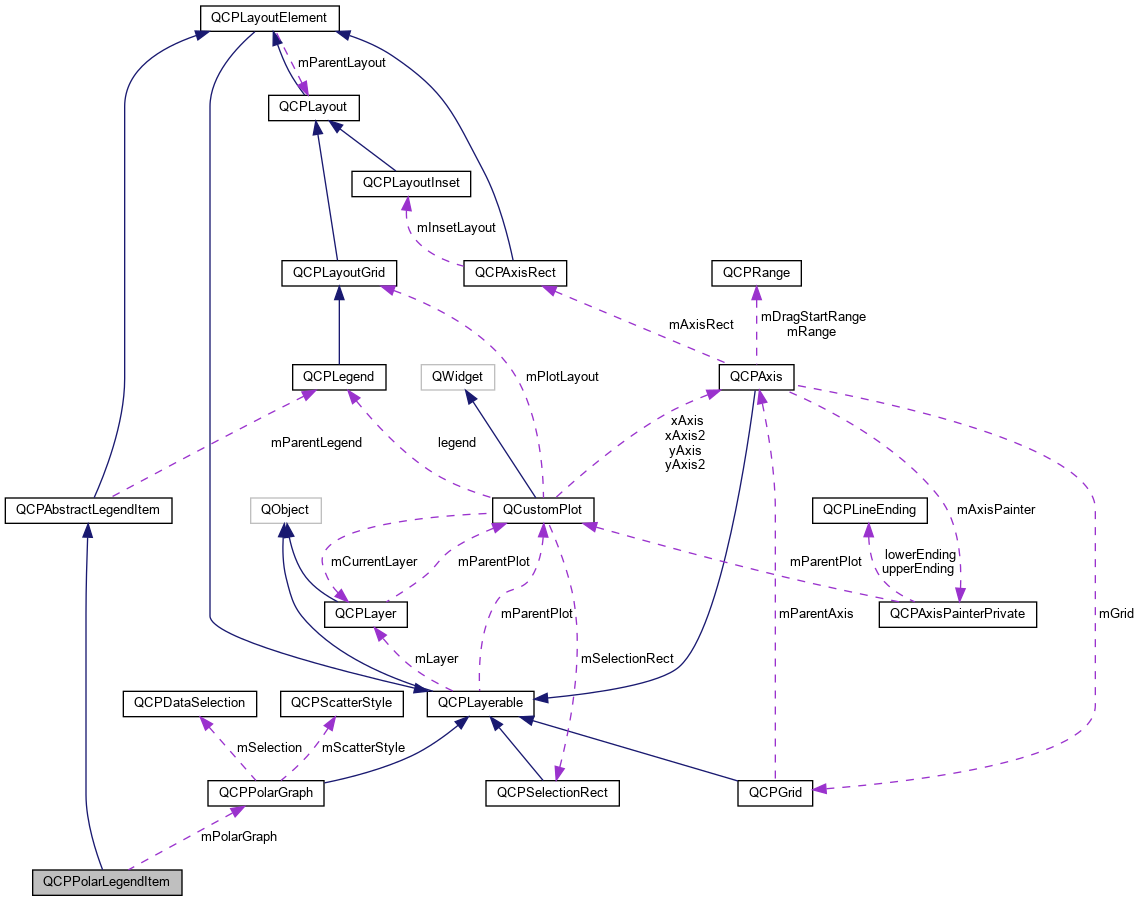 QCPLayoutElement
mParentLayout
QCPLayout
QCPLayoutInset
mInsetLayout
QCPLayoutGrid
QCPAxisRect
QCPRange
mDragStartRange
mRange
mAxisRect
QCPLegend
QWidget
mPlotLayout
QCPAxis
mParentLegend
legend
xAxis
xAxis2
yAxis
yAxis2
QCPAbstractLegendItem
QObject
QCustomPlot
QCPLineEnding
mAxisPainter
mCurrentLayer
mParentPlot
mParentPlot
lowerEnding
upperEnding
QCPLayer
mParentPlot
mParentAxis
QCPAxisPainterPrivate
mGrid
mLayer
mSelectionRect
QCPDataSelection
QCPScatterStyle
QCPLayerable
mSelection
mScatterStyle
QCPPolarGraph
QCPSelectionRect
QCPGrid
mPolarGraph
QCPPolarLegendItem